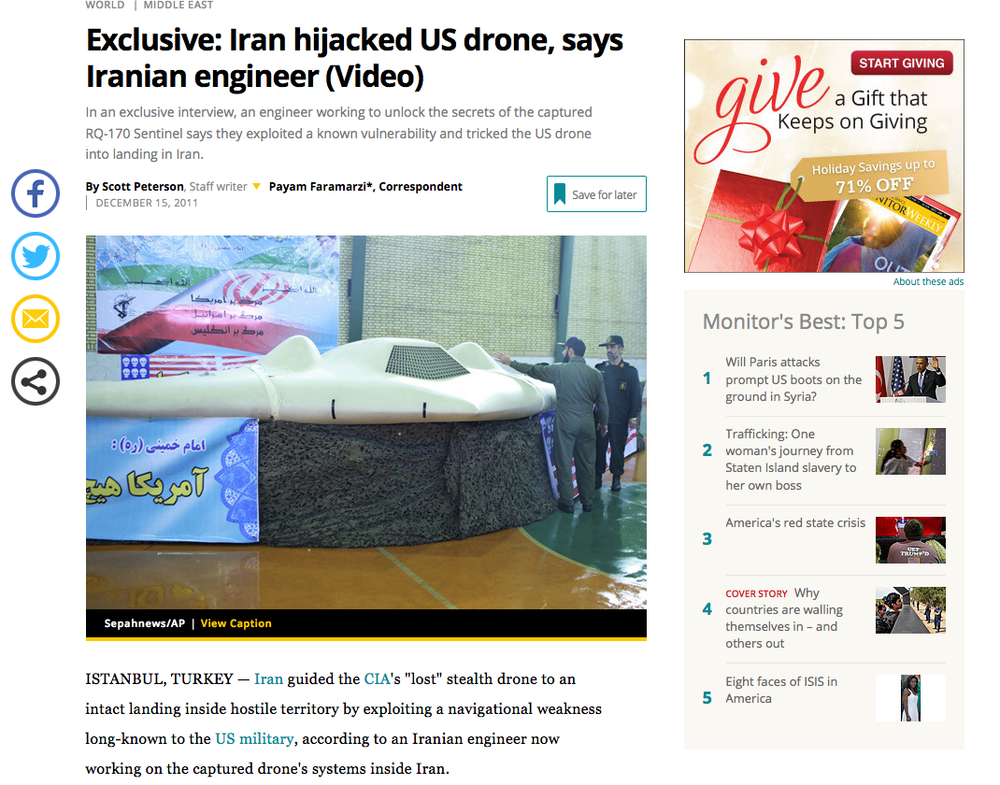 WORLD | MIDDLE EAST
Exclusive: Iran hijacked US drone, says
Iranian engineer (Video)
In an exclusive interview, an engineer working to unlock the secrets of the captured
RQ-170 Sentinel says they exploited a known vulnerability and tricked the US drone
into landing in Iran.
By Scott Peterson, Staff writer Payam Faramarzi*, Correspondent
DECEMBER 15, 2011
Save for later
الله اکبر
مرگ بر آمریکا
مرگ بر اسرائیل
مرگ بر انگلیس
امام خمینی (ره) :
آمریکا هیچ
Sepahnews/AP | View Caption
ISTANBUL, TURKEY — Iran guided the CIA's "lost" stealth drone to an
intact landing inside hostile territory by exploiting a navigational weakness
long-known to the US military, according to an Iranian engineer now
working on the captured drone's systems inside Iran.
START GIVING
give a Gift that
Keeps on Giving
Holiday Savings up to
71% OFF
NITOR WEEKLY
OUT
About these ads
Monitor's Best: Top 5
1 Will Paris attacks
prompt US boots on the
ground in Syria?
2 Trafficking: One
woman's journey from
Staten Island slavery to
her own boss
3 America's red state crisis
GET
TRUMP'D
4 COVER STORY Why
countries are walling
themselves in – and
others out
5 Eight faces of ISIS in
America